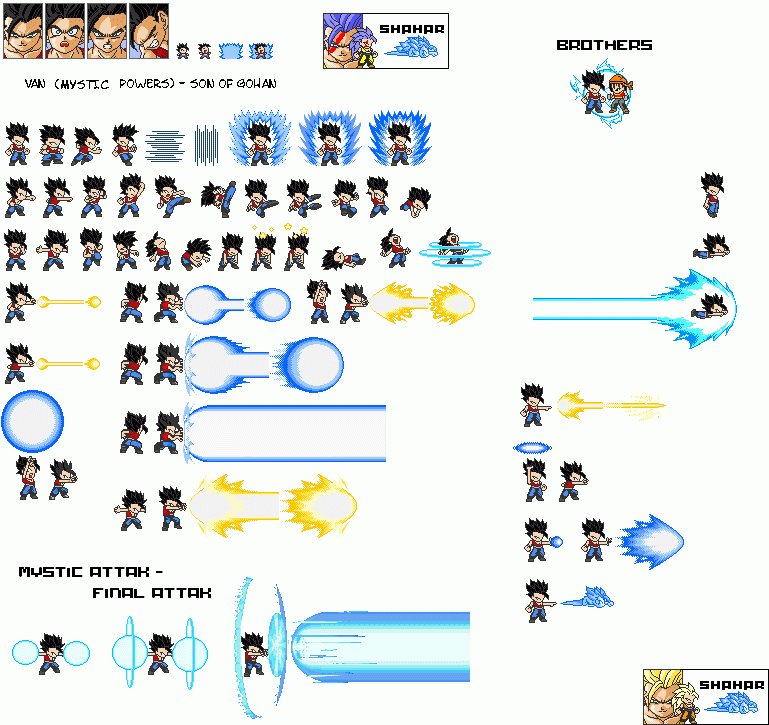 SHAHAR
BROTHERS
VAN (MYSTIC POWERS) - SON OF GOHAN
MYSTIC ATTAK -
FINAL ATTAK
SHAHAR